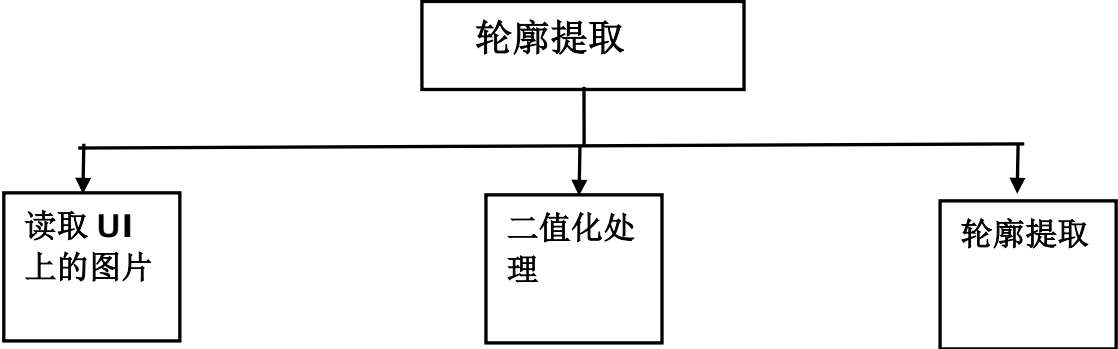 轮廓提取
读取 UI
上的图片
二值化处
理
轮廓提取